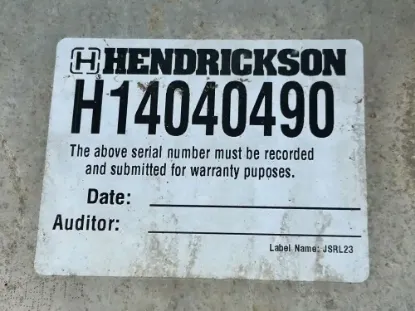 HENDRICKSON
H14040490
The above serial number must be recorded
and submitted for warranty puposes.
Date:
Auditor:
Label Name: JSRL23